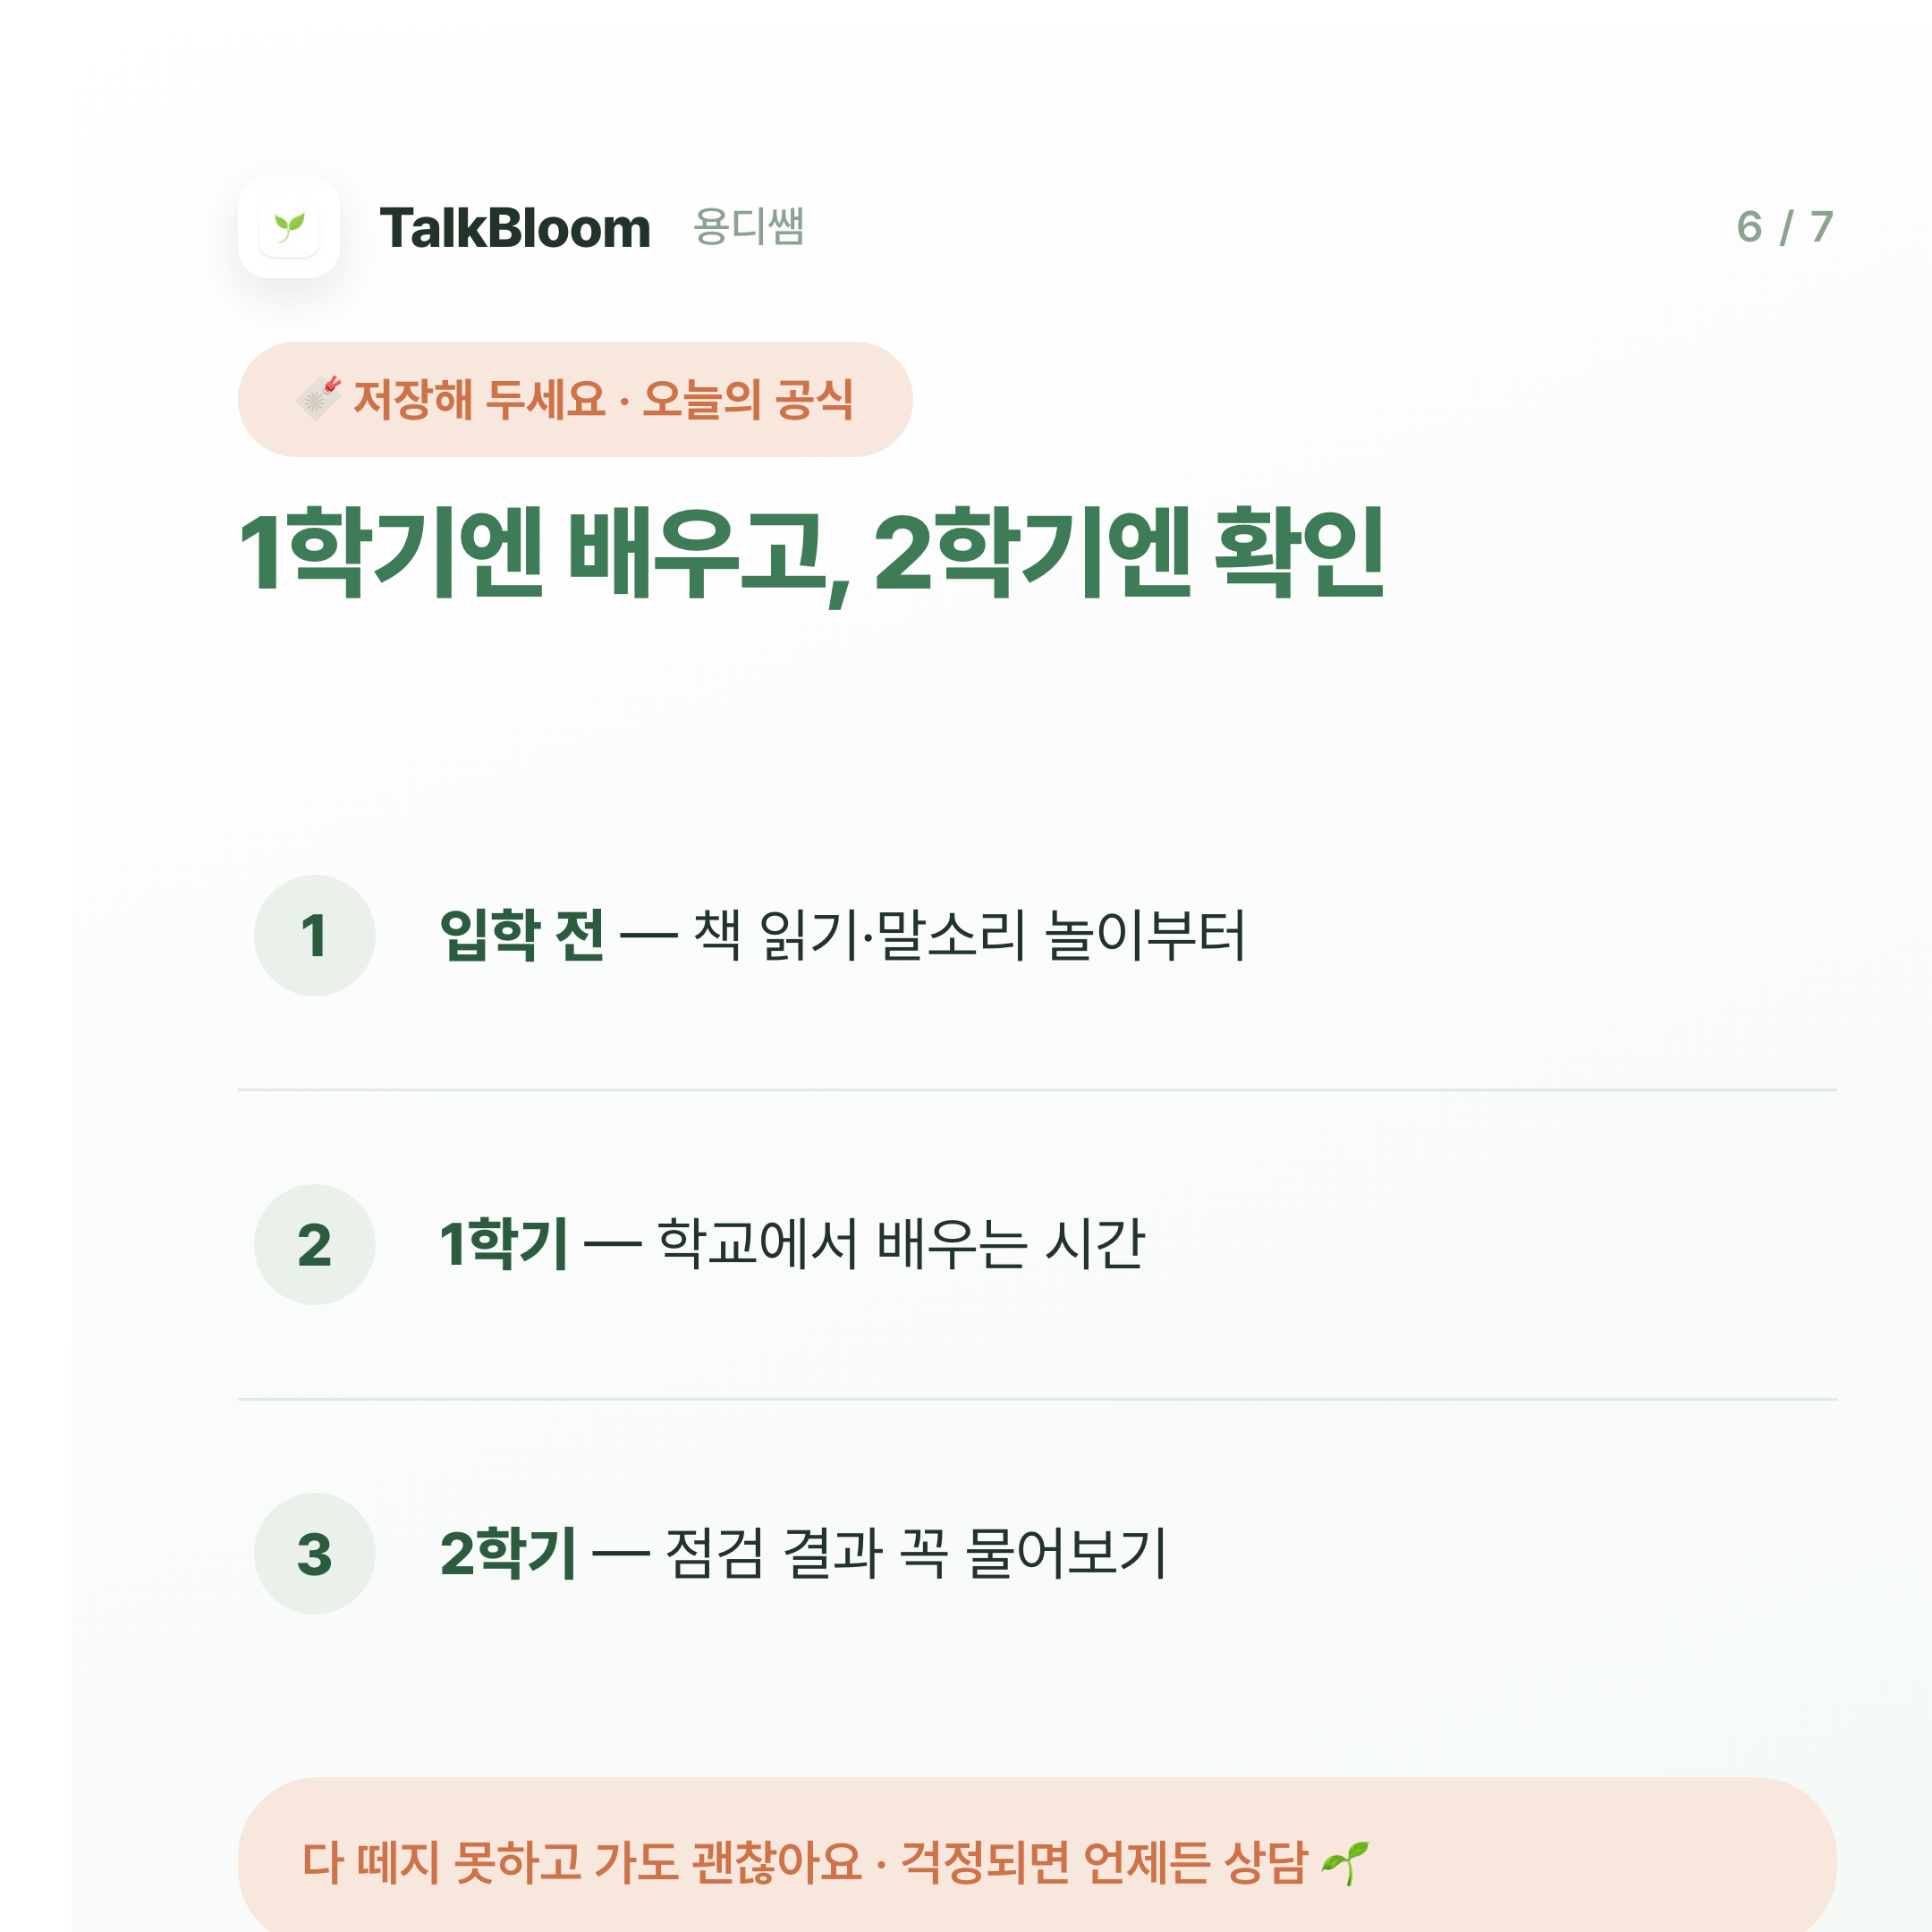 TalkBloom 용디쌤 6 / 7
저장해 두세요 · 오늘의 공식
1학기엔 배우고, 2학기엔 확인
1 입학 전 — 책 읽기·말소리 놀이부터
2 1학기 — 학교에서 배우는 시간
3 2학기 — 점검 결과 꼭 물어보기
다 떼지 못하고 가도 괜찮아요 · 걱정되면 언제든 상담